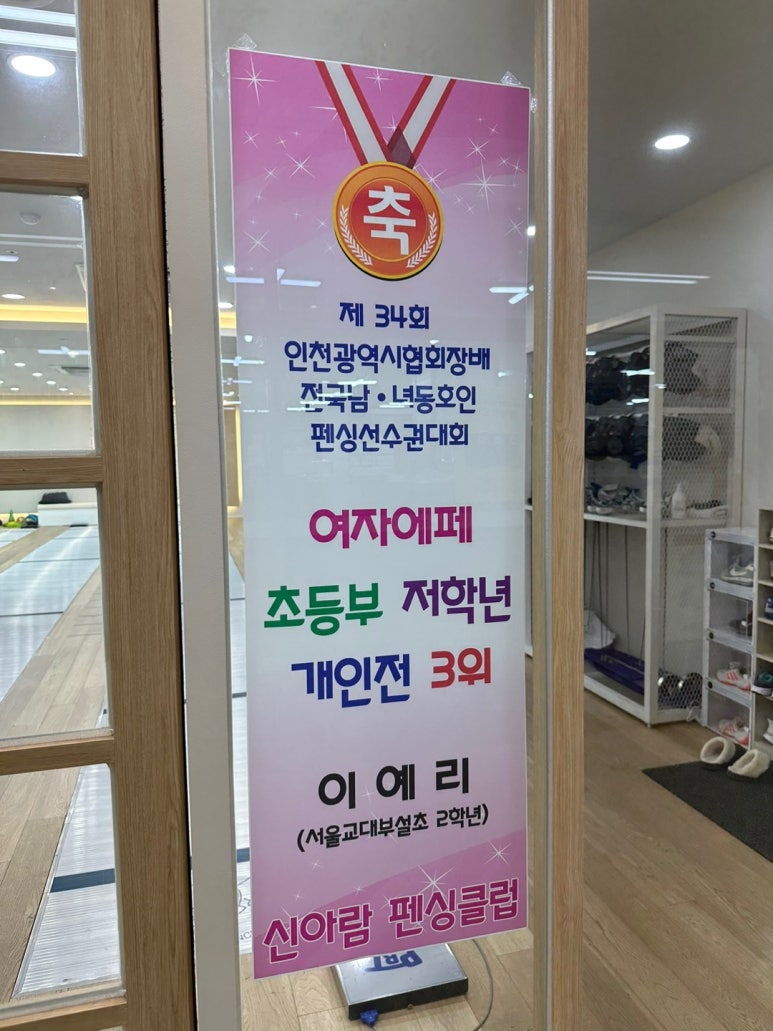 축
제 34회
인천광역시협회장배
전국남·녀동호인
펜싱선수권대회
여자에페
초등부 저학년
개인전 3위
이 예 리
(서울교대부설초 2학년)
신아람 펜싱클럽